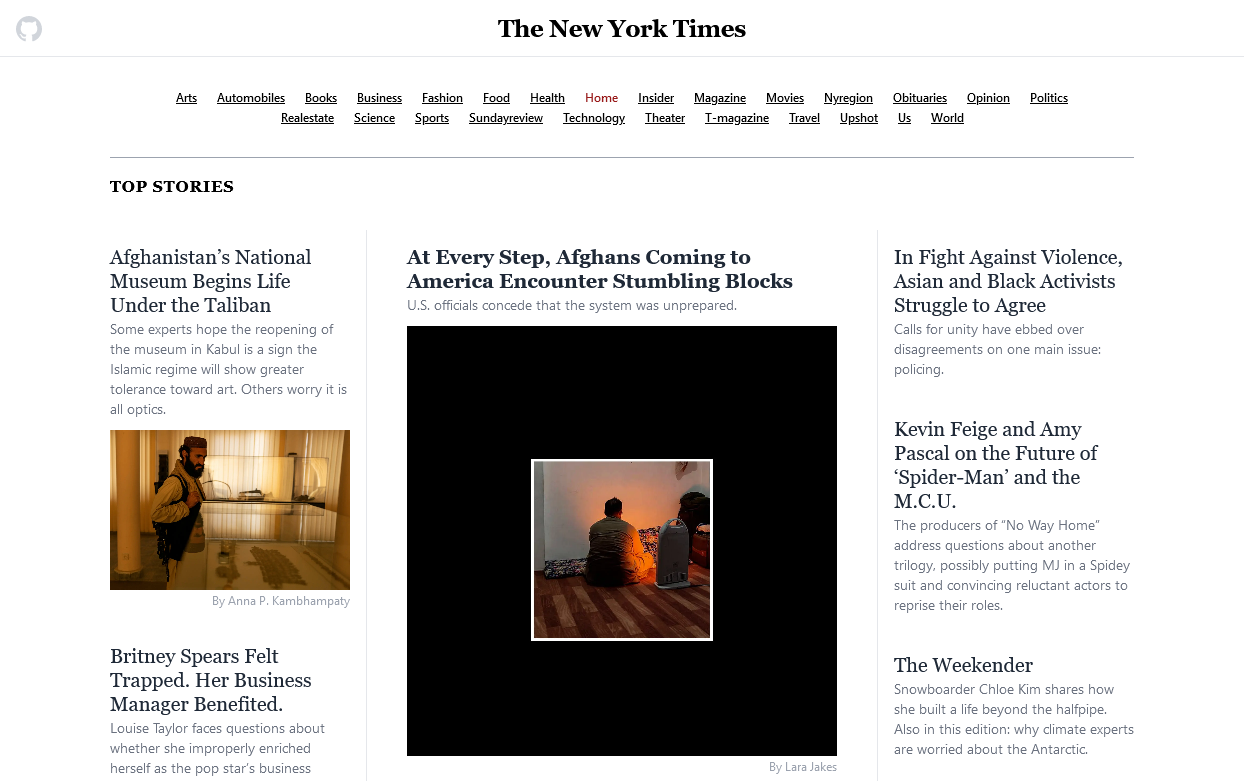 The New York Times
Arts Automobiles Books Business Fashion Food Health Home Insider Magazine Movies Nyregion Obituaries Opinion Politics
Realestate Science Sports Sundayreview Technology Theater T-magazine Travel Upshot Us World
TOP STORIES
Afghanistan’s National
Museum Begins Life
Under the Taliban
Some experts hope the reopening of
the museum in Kabul is a sign the
Islamic regime will show greater
tolerance toward art. Others worry it is
all optics.
By Anna P. Kambhampaty
Britney Spears Felt
Trapped. Her Business
Manager Benefited.
Louise Taylor faces questions about
whether she improperly enriched
herself as the pop star’s business
At Every Step, Afghans Coming to
America Encounter Stumbling Blocks
U.S. officials concede that the system was unprepared.
By Lara Jakes
In Fight Against Violence,
Asian and Black Activists
Struggle to Agree
Calls for unity have ebbed over
disagreements on one main issue:
policing.
Kevin Feige and Amy
Pascal on the Future of
‘Spider-Man’ and the
M.C.U.
The producers of “No Way Home”
address questions about another
trilogy, possibly putting MJ in a Spidey
suit and convincing reluctant actors to
reprise their roles.
The Weekender
Snowboarder Chloe Kim shares how
she built a life beyond the halfpipe.
Also in this edition: why climate experts
are worried about the Antarctic.